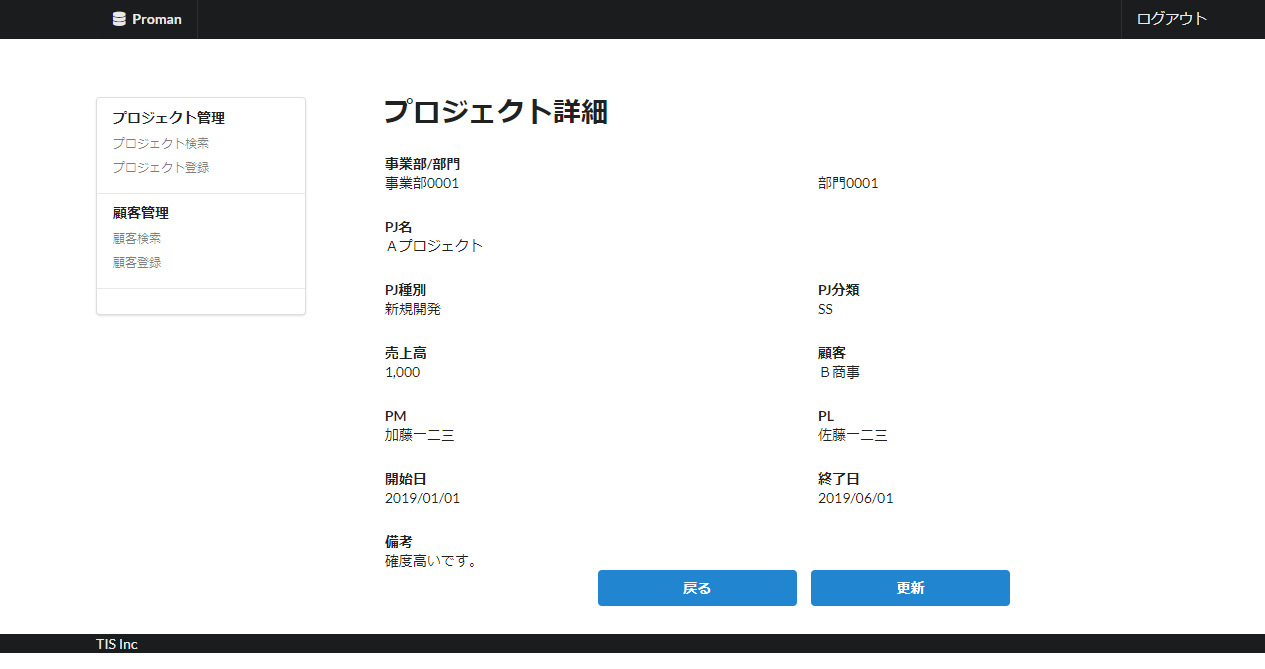 Proman
ログアウト
プロジェクト管理
プロジェクト検索
プロジェクト登録
顧客管理
顧客検索
顧客登録
プロジェクト詳細
事業部/部門
事業部0001 部門0001
PJ名
Ａプロジェクト
PJ種別 PJ分類
新規開発 SS
売上高 顧客
1,000 Ｂ商事
PM PL
加藤一二三 佐藤一二三
開始日 終了日
2019/01/01 2019/06/01
備考
確度高いです。
戻る 更新
TIS Inc